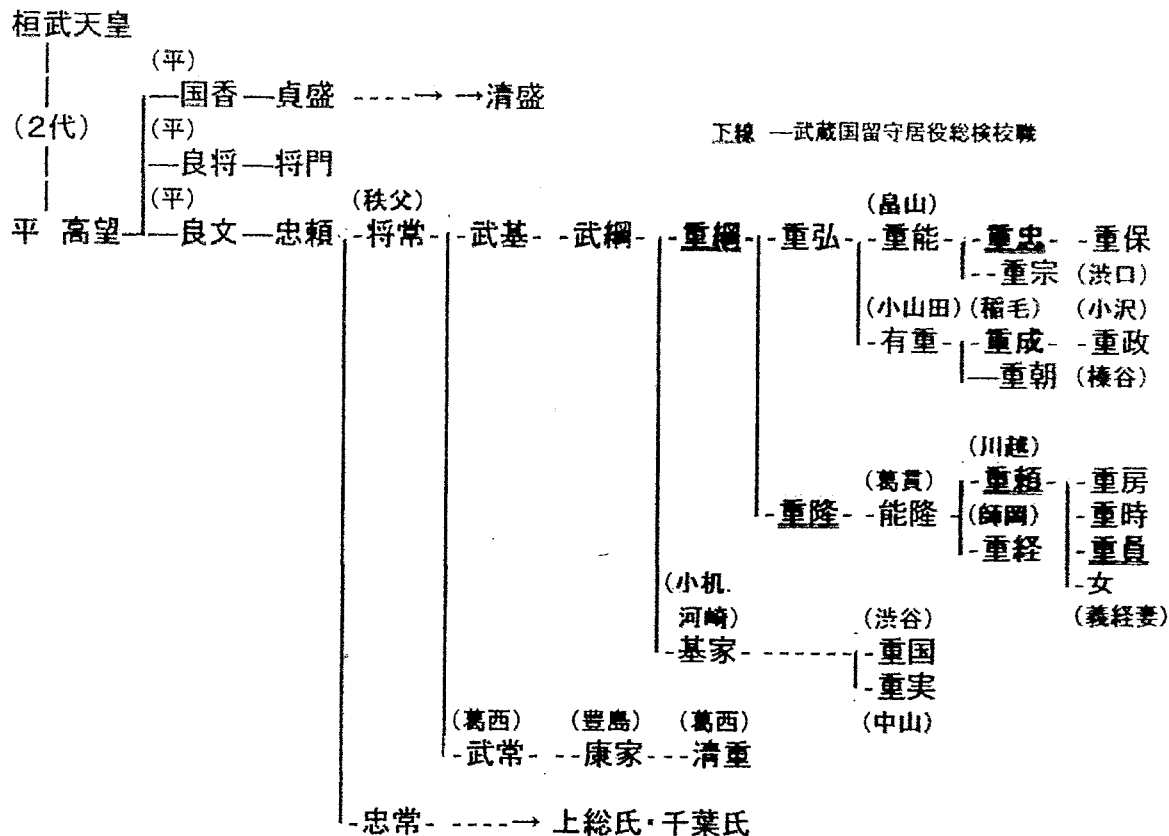 桓武天皇
(平)
国香 貞盛 清盛
(2代)
(平)
下線 ―武蔵国留守居役総検校職
良将 将門
(平)
(秩父)
(畠山)
平 高望 良文 忠頼 将常 武基 武綱 重綱 重弘 重能 重忠 重保
重宗 (渋口)
(小山田) (稲毛) (小沢)
有重 重成 重政
重朝 (榛谷)
(川越)
(葛貫) 重頼 重房
重隆 能隆 (師岡) 重時
重経 重員
(小机. 女
河崎) (渋谷) (義経妻)
基家 重国
重実
(葛西) (豊島) (葛西) (中山)
武常 康家 清重
忠常 上総氏・千葉氏